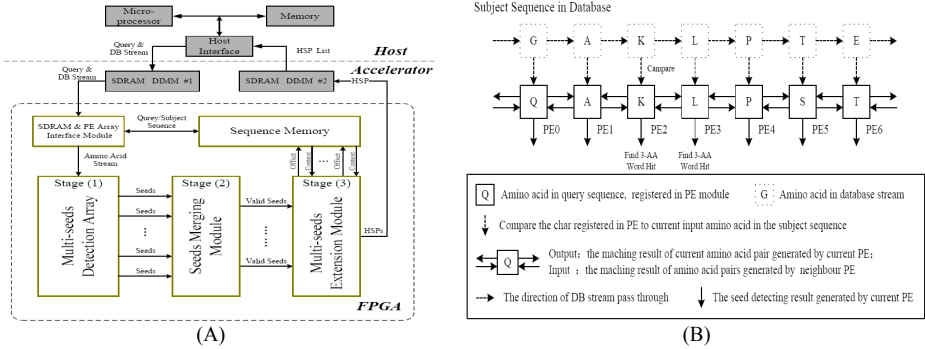 Micro-
processor
Memory
Host
Interface
Query &
DB Stream
HSP List
Host
Accelerator
Query &
DB Stream
SDRAM DIMM #1
SDRAM DIMM #2
HSP
SDRAM & PE Array
Interface Module
Qurey/Subject
Seuence
Sequence Memory
Amino Acid
Stream
Offset
Contest
...
Offset
Contest
Stage (1)
Multi-seeds
Detection Array
Seeds
Seeds
...
...
Seeds
Seeds
Stage (2)
Seeds Merging
Module
Valid Seeds
......
Valid Seeds
Stage (3)
Multi-seeds
Extension Module
HSPs
FPGA
(A)
Subject Sequence in Database
G A K L P T E
Campare
Q A K L P S T
PE0 PE1 PE2 PE3 PE4 PE5 PE6
Find 3-AA
Word Hit
Find 3-AA
Word Hit
Q Amino acid in query sequence, registered in PE module
G Amino acid in database stream
Compare the char registered in PE to current input amino acid in the subject sequence
Q
Output: the maching result of current amino acid pair generated by current PE;
Input : the maching result of amino acid pairs generated by neighbour PE
The direction of DB stream pass through
The seed detecting result generated by current PE
(B)